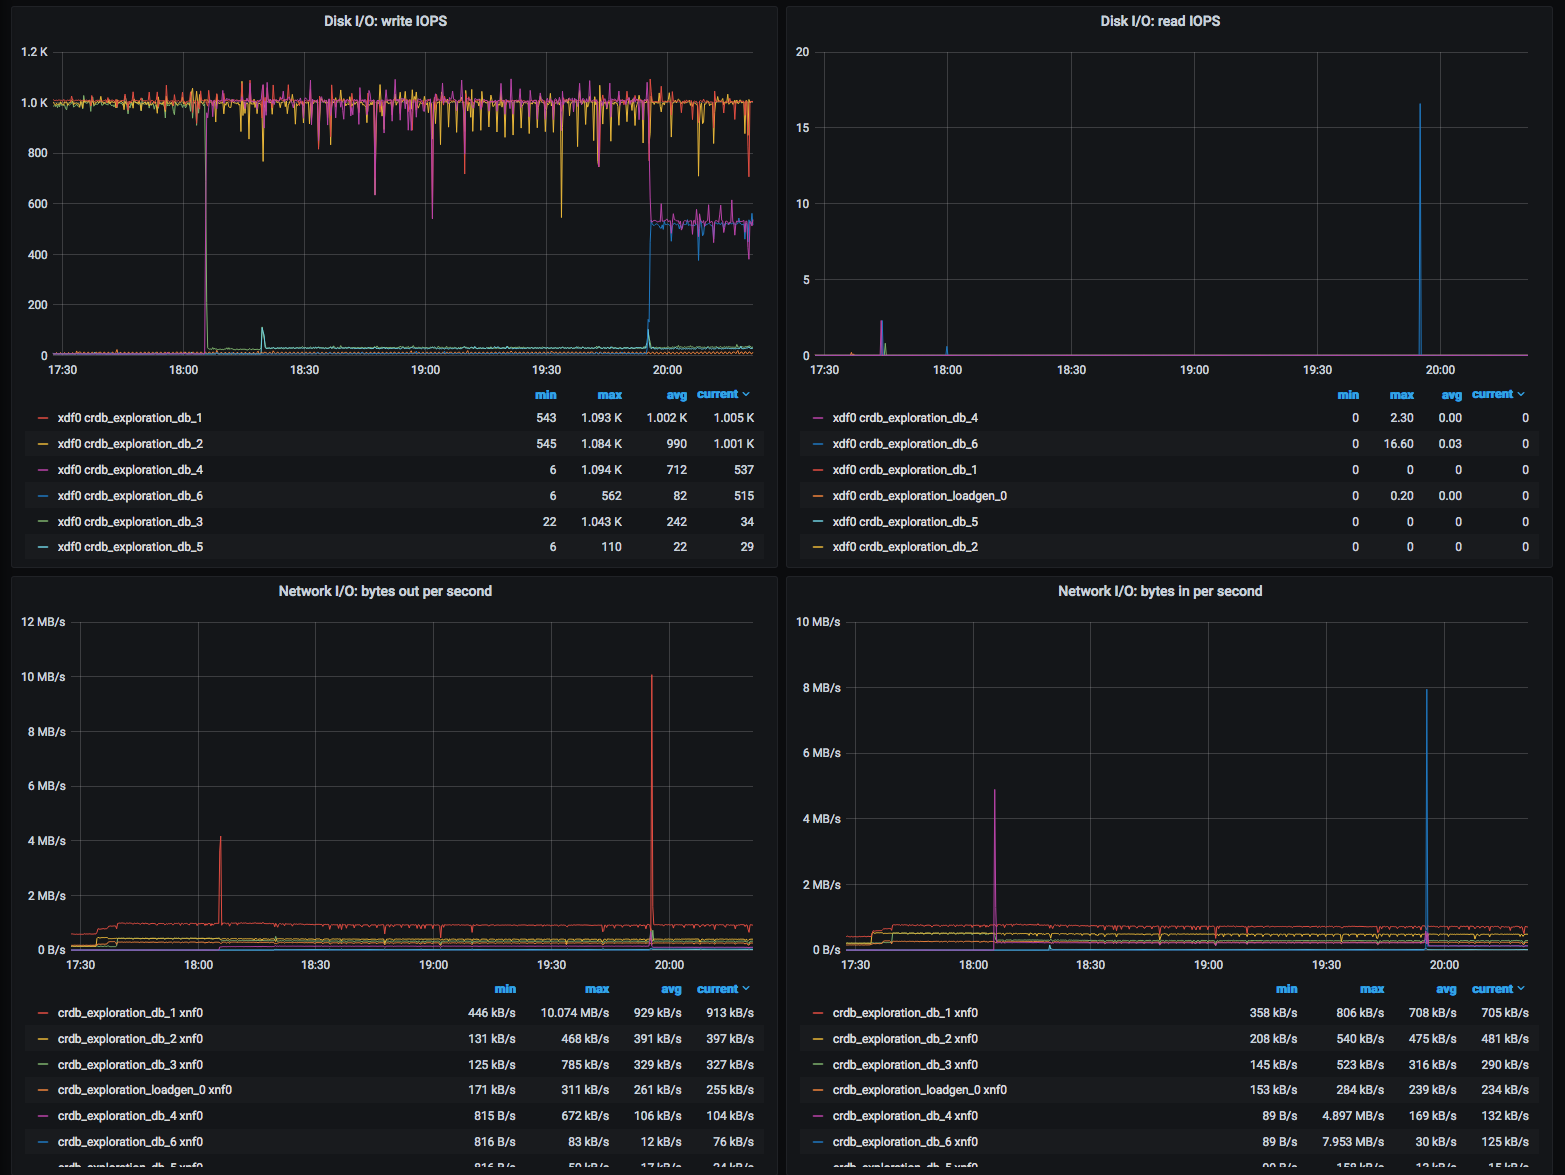 Disk I/O: write IOPS
1.2 K
1.0 K
800
600
400
200
0
17:30 18:00 18:30 19:00 19:30 20:00
min max avg current
xdf0 crdb_exploration_db_1 543 1.093 K 1.002 K 1.005 K
xdf0 crdb_exploration_db_2 545 1.084 K 990 1.001 K
xdf0 crdb_exploration_db_4 6 1.094 K 712 537
xdf0 crdb_exploration_db_6 6 562 82 515
xdf0 crdb_exploration_db_3 22 1.043 K 242 34
xdf0 crdb_exploration_db_5 6 110 22 29
Disk I/O: read IOPS
20
15
10
5
0
17:30 18:00 18:30 19:00 19:30 20:00
min max avg current
xdf0 crdb_exploration_db_4 0 2.30 0.00 0
xdf0 crdb_exploration_db_6 0 16.60 0.03 0
xdf0 crdb_exploration_db_1 0 0 0 0
xdf0 crdb_exploration_loadgen_0 0 0.20 0.00 0
xdf0 crdb_exploration_db_5 0 0 0 0
xdf0 crdb_exploration_db_2 0 0 0 0
Network I/O: bytes out per second
12 MB/s
10 MB/s
8 MB/s
6 MB/s
4 MB/s
2 MB/s
0 B/s
17:30 18:00 18:30 19:00 19:30 20:00
min max avg current
crdb_exploration_db_1 xnf0 446 kB/s 10.074 MB/s 929 kB/s 913 kB/s
crdb_exploration_db_2 xnf0 131 kB/s 468 kB/s 391 kB/s 397 kB/s
crdb_exploration_db_3 xnf0 125 kB/s 785 kB/s 329 kB/s 327 kB/s
crdb_exploration_loadgen_0 xnf0 171 kB/s 311 kB/s 261 kB/s 255 kB/s
crdb_exploration_db_4 xnf0 815 B/s 672 kB/s 106 kB/s 104 kB/s
crdb_exploration_db_6 xnf0 816 B/s 83 kB/s 12 kB/s 76 kB/s
Network I/O: bytes in per second
10 MB/s
8 MB/s
6 MB/s
4 MB/s
2 MB/s
0 B/s
17:30 18:00 18:30 19:00 19:30 20:00
min max avg current
crdb_exploration_db_1 xnf0 358 kB/s 806 kB/s 708 kB/s 705 kB/s
crdb_exploration_db_2 xnf0 208 kB/s 540 kB/s 475 kB/s 481 kB/s
crdb_exploration_db_3 xnf0 145 kB/s 523 kB/s 316 kB/s 290 kB/s
crdb_exploration_loadgen_0 xnf0 153 kB/s 284 kB/s 239 kB/s 234 kB/s
crdb_exploration_db_4 xnf0 89 B/s 4.897 MB/s 169 kB/s 132 kB/s
crdb_exploration_db_6 xnf0 89 B/s 7.953 MB/s 30 kB/s 125 kB/s